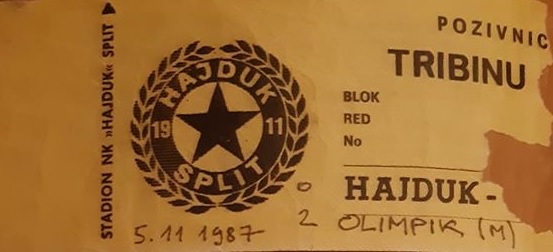 STADION NK »HAJDUK« SPLIT
HAJDUK
19 11
SPLIT
5.11 1987
POZIVNIC
TRIBINU
BLOK
RED
No
HAJDUK -
0
2 OLIMPIK (M)